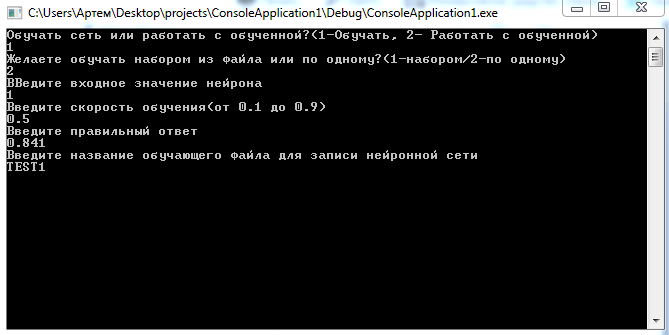 C:\Users\Артем\Desktop\projects\ConsoleApplication1\Debug\ConsoleApplication1.exe
Обучать сеть или работать с обученной?(1-Обучать, 2- Работать с обученной)
1
Желаете обучать набором из файла или по одному?(1-набором/2-по одному)
2
ВВедите входное значение нейрона
1
Введите скорость обучения(от 0.1 до 0.9)
0.5
Введите правильный ответ
0.841
Введите название обучающего файла для записи нейронной сети
TEST1